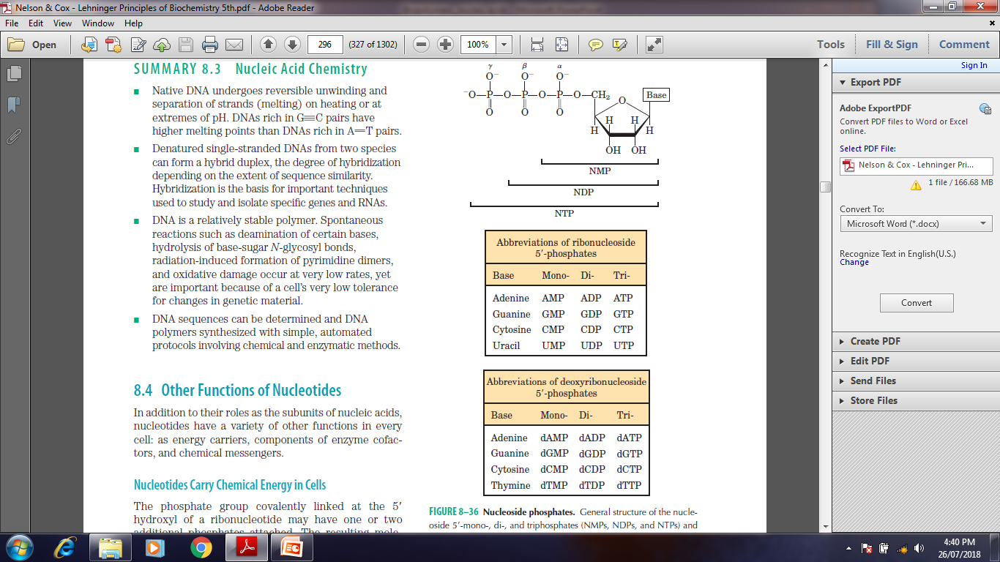 Nelson & Cox - Lehninger Principles of Biochemistry 5th.pdf - Adobe Reader
File Edit View Window Help
Open 296 (327 of 1302) 100% Tools Fill & Sign Comment
SUMMARY 8.3 Nucleic Acid Chemistry
■ Native DNA undergoes reversible unwinding and
separation of strands (melting) on heating or at
extremes of pH. DNAs rich in G≡C pairs have
higher melting points than DNAs rich in A=T pairs.
■ Denatured single-stranded DNAs from two species
can form a hybrid duplex, the degree of hybridization
depending on the extent of sequence similarity.
Hybridization is the basis for important techniques
used to study and isolate specific genes and RNAs.
■ DNA is a relatively stable polymer. Spontaneous
reactions such as deamination of certain bases,
hydrolysis of base-sugar N-glycosyl bonds,
radiation-induced formation of pyrimidine dimers,
and oxidative damage occur at very low rates, yet
are important because of a cell's very low tolerance
for changes in genetic material.
■ DNA sequences can be determined and DNA
polymers synthesized with simple, automated
protocols involving chemical and enzymatic methods.
8.4 Other Functions of Nucleotides
In addition to their roles as the subunits of nucleic acids,
nucleotides have a variety of other functions in every
cell: as energy carriers, components of enzyme cofac-
tors, and chemical messengers.
Nucleotides Carry Chemical Energy in Cells
The phosphate group covalently linked at the 5′
hydroxyl of a ribonucleotide may have one or two
additional phosphates attached. The resulting mole-
γ β α
O⁻ O⁻ O⁻
⁻O—P—O—P—O—P—O—CH₂ O Base
O O O
H H
H H
OH OH
NMP
NDP
NTP
Abbreviations of ribonucleoside
5′-phosphates
Base Mono- Di- Tri-
Adenine AMP ADP ATP
Guanine GMP GDP GTP
Cytosine CMP CDP CTP
Uracil UMP UDP UTP
Abbreviations of deoxyribonucleoside
5′-phosphates
Base Mono- Di- Tri-
Adenine dAMP dADP dATP
Guanine dGMP dGDP dGTP
Cytosine dCMP dCDP dCTP
Thymine dTMP dTDP dTTP
FIGURE 8–36 Nucleoside phosphates. General structure of the nucle-
oside 5′-mono-, di-, and triphosphates (NMPs, NDPs, and NTPs) and
Sign In
Export PDF
Adobe ExportPDF
Convert PDF files to Word or Excel
online.
Select PDF File:
Nelson & Cox - Lehninger Pri...
1 file / 166.68 MB
Convert To:
Microsoft Word (*.docx)
Recognize Text in English(U.S.)
Change
Convert
Create PDF
Edit PDF
Send Files
Store Files
4:40 PM
26/07/2018